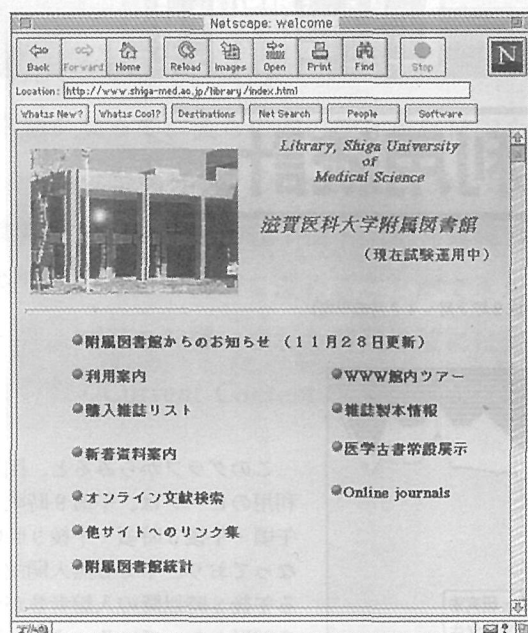 Netscape: welcome
Back Forward Home Reload Images Open Print Find Stop
N
Location: http://www.shiga-med.ac.jp/library/index.html
What's New? What's Cool? Destinations Net Search People Software
Library, Shiga University
of
Medical Science
滋賀医科大学附属図書館
(現在試験運用中)
●附属図書館からのお知らせ (11月28日更新)
●利用案内
●WWW館内ツアー
●購入雑誌リスト
●雑誌製本情報
●新着資料案内
●医学古書常設展示
●オンライン文献検索
●Online journals
●他サイトへのリンク集
●附属図書館統計